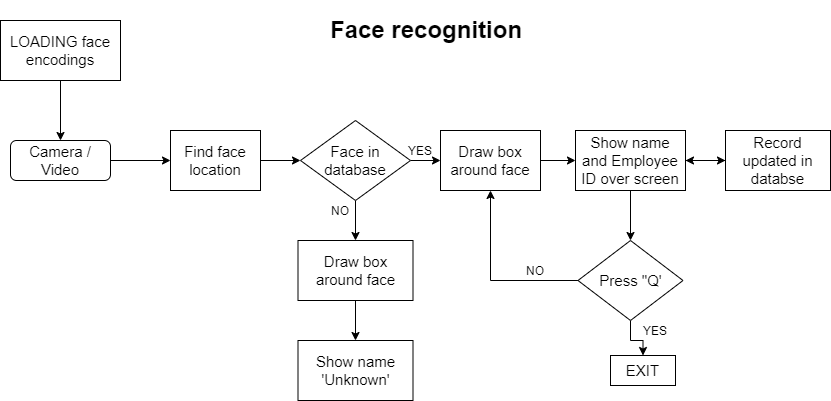 Face recognition
LOADING face
encodings
Camera /
Video
Find face
location
Face in
database
YES
Draw box
around face
Show name
and Employee
ID over screen
Record
updated in
databse
NO
Draw box
around face
Show name
'Unknown'
Press "Q'
NO
YES
EXIT